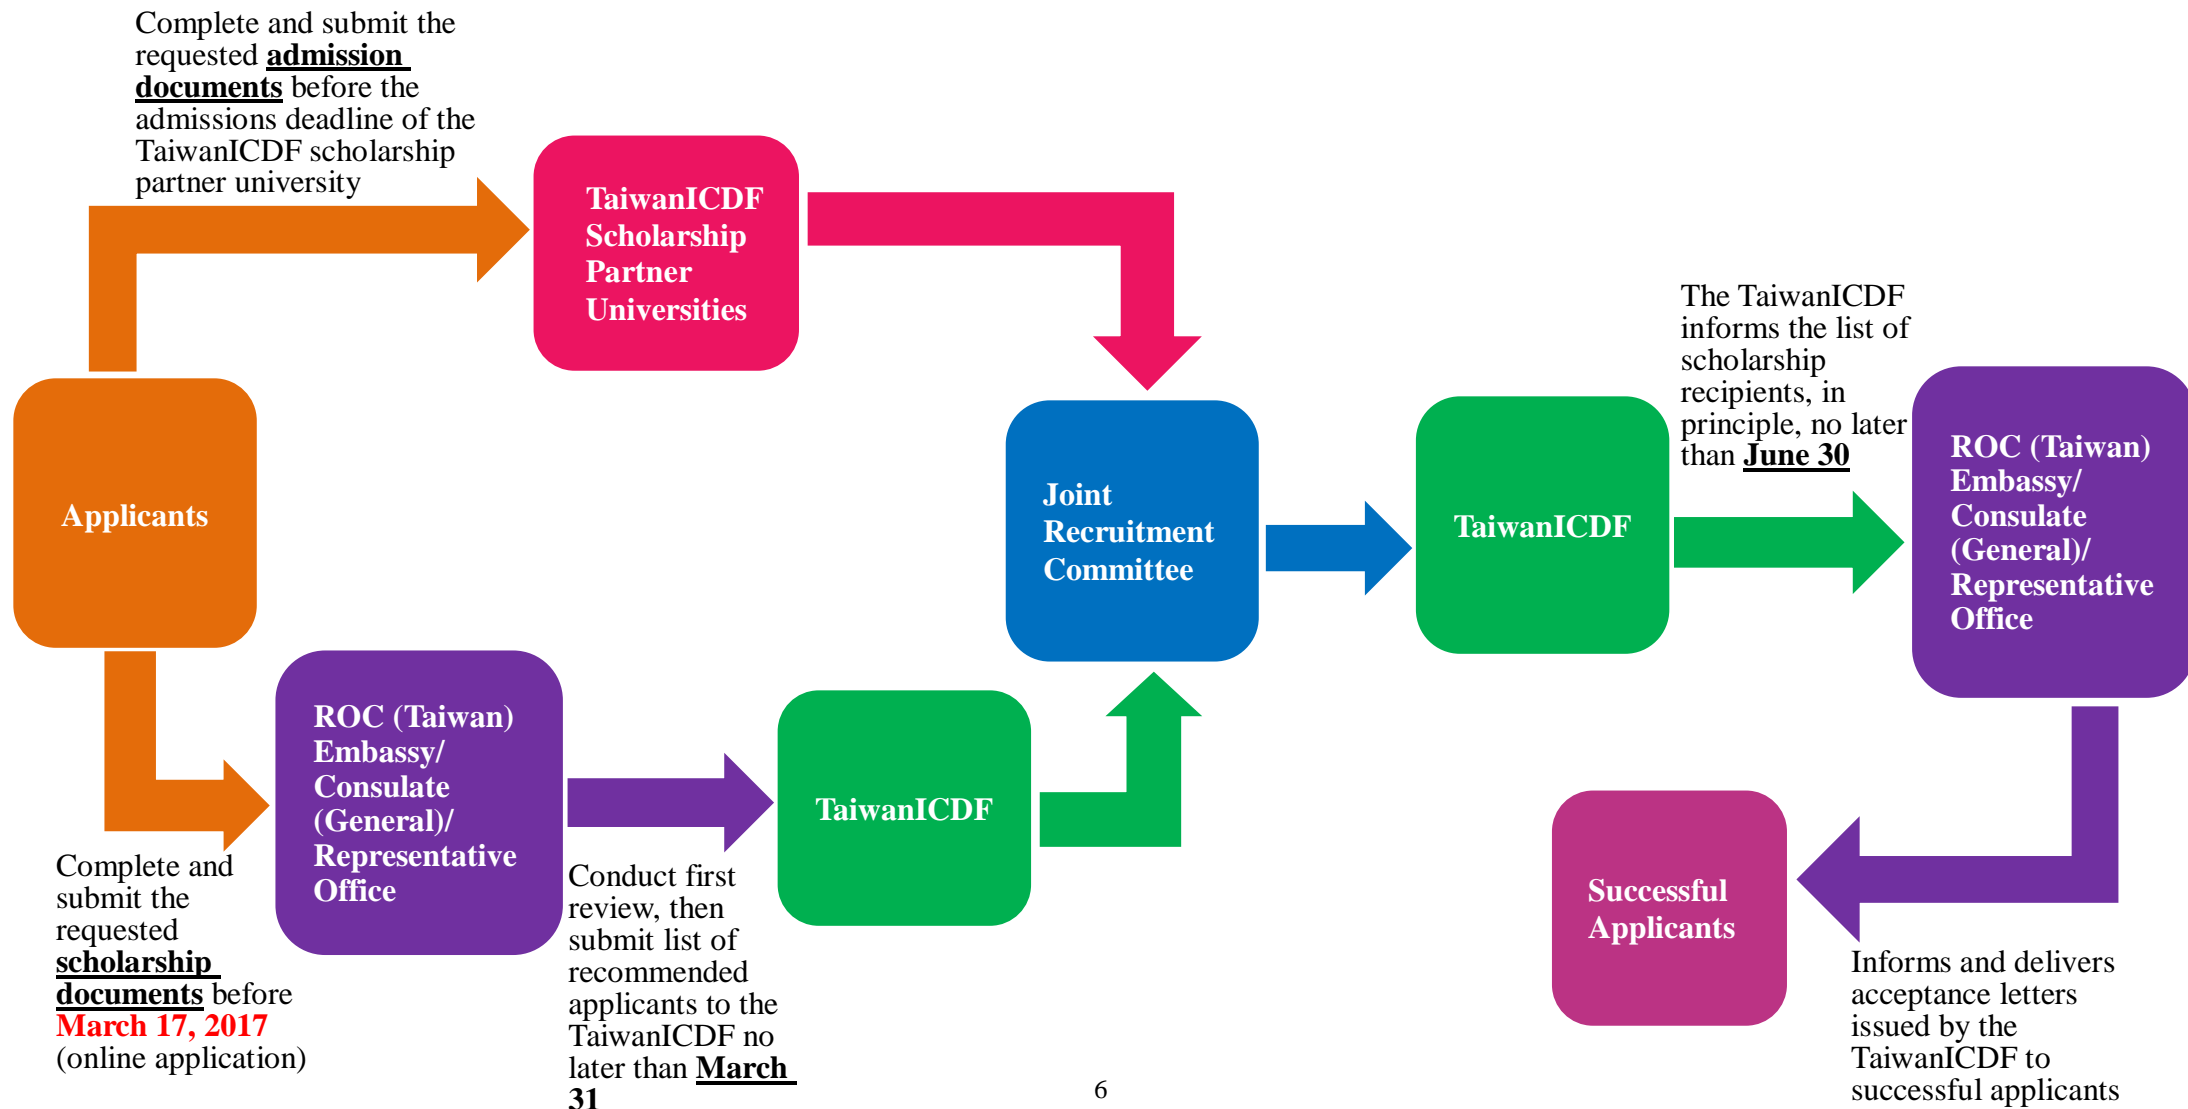 Complete and submit the
requested admission
documents before the
admissions deadline of the
TaiwanICDF scholarship
partner university
TaiwanICDF
Scholarship
Partner
Universities
The TaiwanICDF
informs the list of
scholarship
recipients, in
principle, no later
than June 30
Applicants
Joint
Recruitment
Committee
TaiwanICDF
ROC (Taiwan)
Embassy/
Consulate
(General)/
Representative
Office
ROC (Taiwan)
Embassy/
Consulate
(General)/
Representative
Office
TaiwanICDF
Complete and
submit the
requested
scholarship
documents before
March 17, 2017
(online application)
Conduct first
review, then
submit list of
recommended
applicants to the
TaiwanICDF no
later than March
31
Successful
Applicants
Informs and delivers
acceptance letters
issued by the
TaiwanICDF to
successful applicants
6